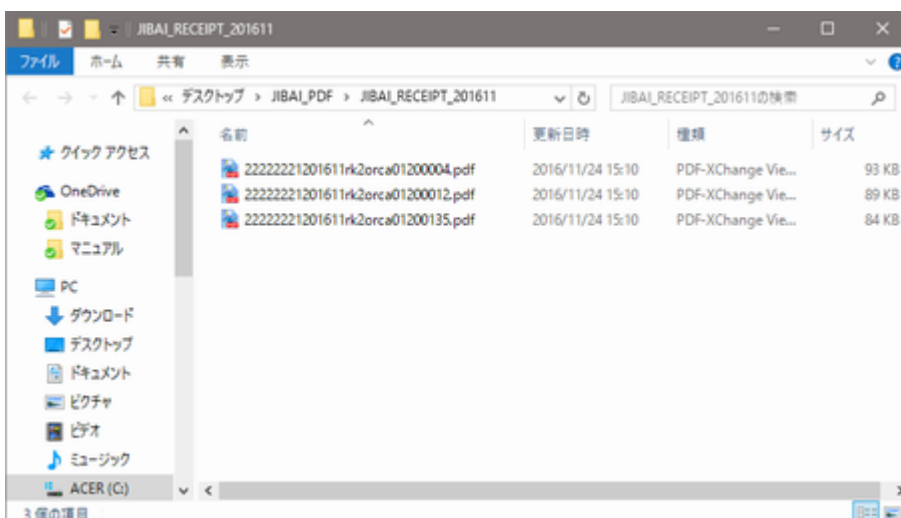 JIBAI_RECEIPT_201611
ファイル ホーム 共有 表示
« デスクトップ › JIBAI_PDF › JIBAI_RECEIPT_201611 JIBAI_RECEIPT_201611の検索
名前 更新日時 種類 サイズ
クイック アクセス
OneDrive
ドキュメント
マニュアル
PC
ダウンロード
デスクトップ
ドキュメント
ピクチャ
ビデオ
ミュージック
ACER (C:)
22222221201611rk2orca01200004.pdf 2016/11/24 15:10 PDF-XChange Vie... 93 KB
22222221201611rk2orca01200012.pdf 2016/11/24 15:10 PDF-XChange Vie... 89 KB
22222221201611rk2orca01200135.pdf 2016/11/24 15:10 PDF-XChange Vie... 84 KB
3 個の項目